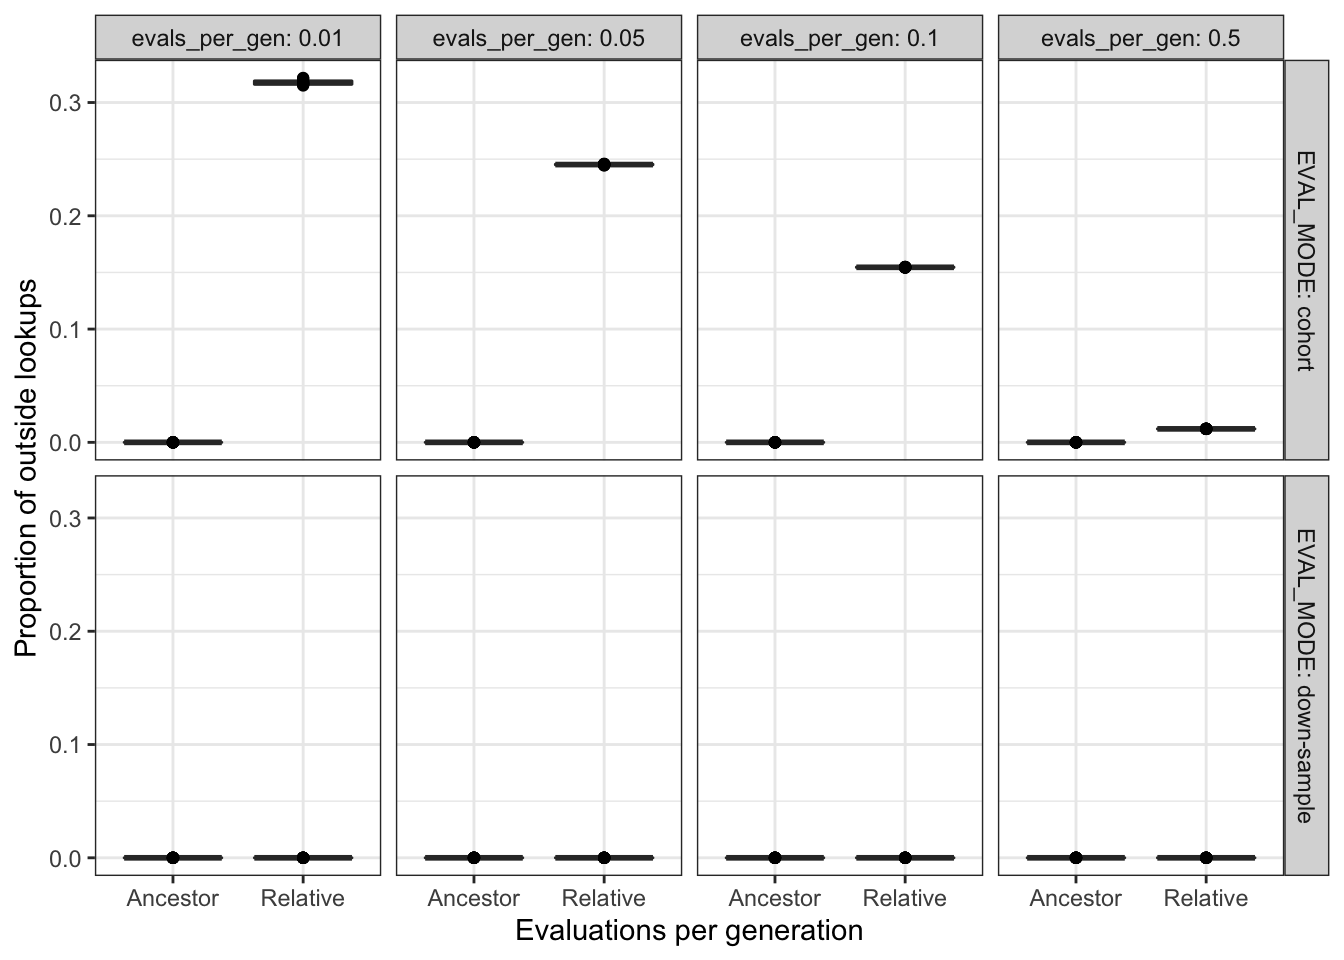 evals_per_gen: 0.01
evals_per_gen: 0.05
evals_per_gen: 0.1
evals_per_gen: 0.5
Proportion of outside lookups
0.3
0.2
0.1
0.0
EVAL_MODE: cohort
0.3
0.2
0.1
0.0
EVAL_MODE: down-sample
Ancestor
Relative
Ancestor
Relative
Ancestor
Relative
Ancestor
Relative
Evaluations per generation